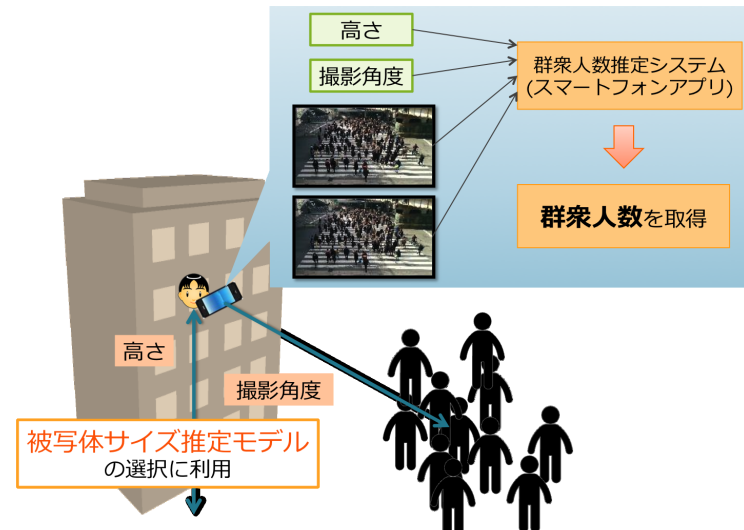 高さ
撮影角度
群衆人数推定システム
(スマートフォンアプリ)
群衆人数を取得
高さ
撮影角度
被写体サイズ推定モデル
の選択に利用